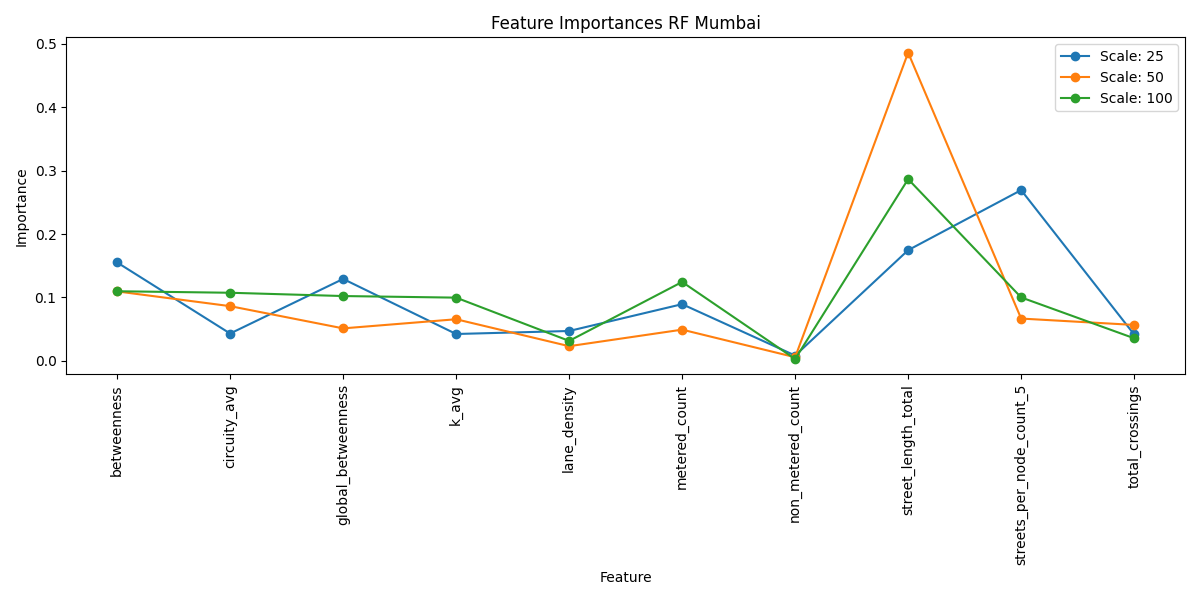 Feature Importances RF Mumbai
Scale: 25
Scale: 50
Scale: 100
Importance
0.5
0.4
0.3
0.2
0.1
0.0
betweenness
circuity_avg
global_betweenness
k_avg
lane_density
metered_count
non_metered_count
street_length_total
streets_per_node_count_5
total_crossings
Feature